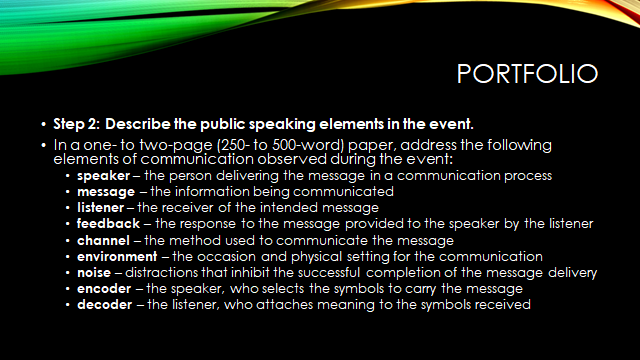 PORTFOLIO
• Step 2: Describe the public speaking elements in the event.
• In a one- to two-page (250- to 500-word) paper, address the following
elements of communication observed during the event:
• speaker – the person delivering the message in a communication process
• message – the information being communicated
• listener – the receiver of the intended message
• feedback – the response to the message provided to the speaker by the listener
• channel – the method used to communicate the message
• environment – the occasion and physical setting for the communication
• noise – distractions that inhibit the successful completion of the message delivery
• encoder – the speaker, who selects the symbols to carry the message
• decoder – the listener, who attaches meaning to the symbols received